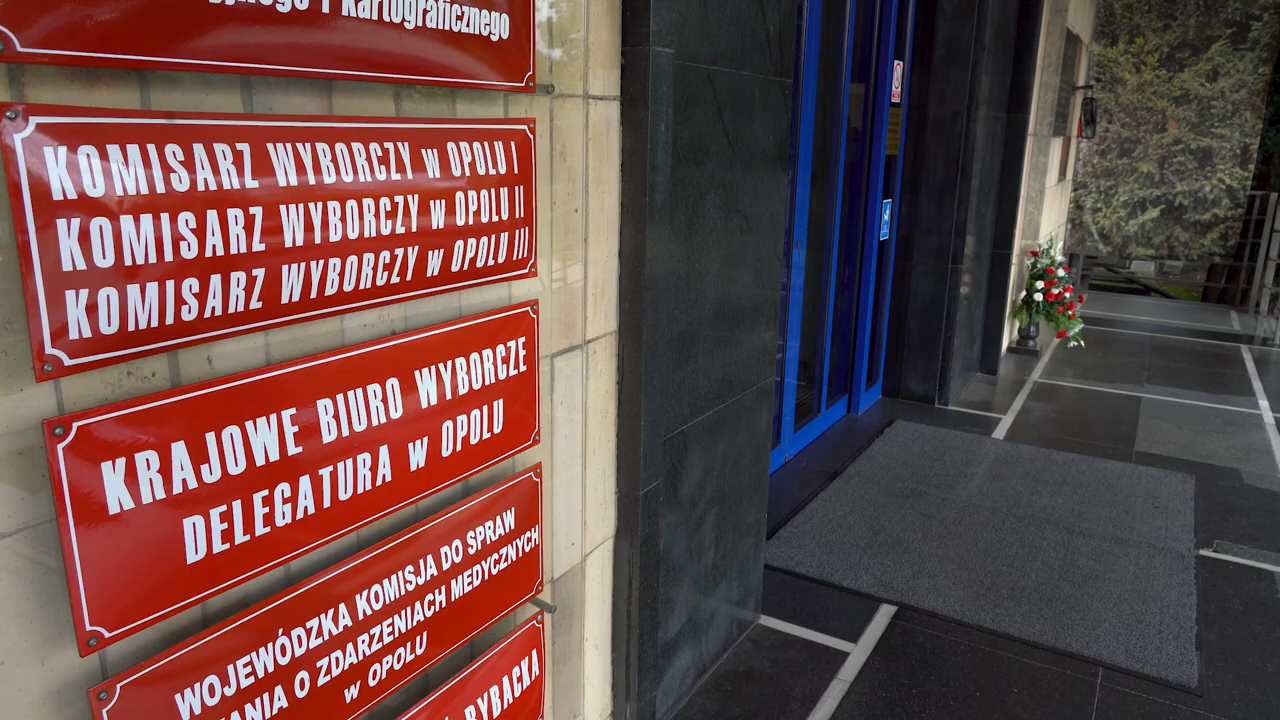 i Kartograficznego
KOMISARZ WYBORCZY w OPOLU I
KOMISARZ WYBORCZY w OPOLU II
KOMISARZ WYBORCZY w OPOLU III
KRAJOWE BIURO WYBORCZE
DELEGATURA w OPOLU
WOJEWÓDZKA KOMISJA DO SPRAW
O ZDARZENIACH MEDYCZNYCH
w OPOLU
RYBACKA